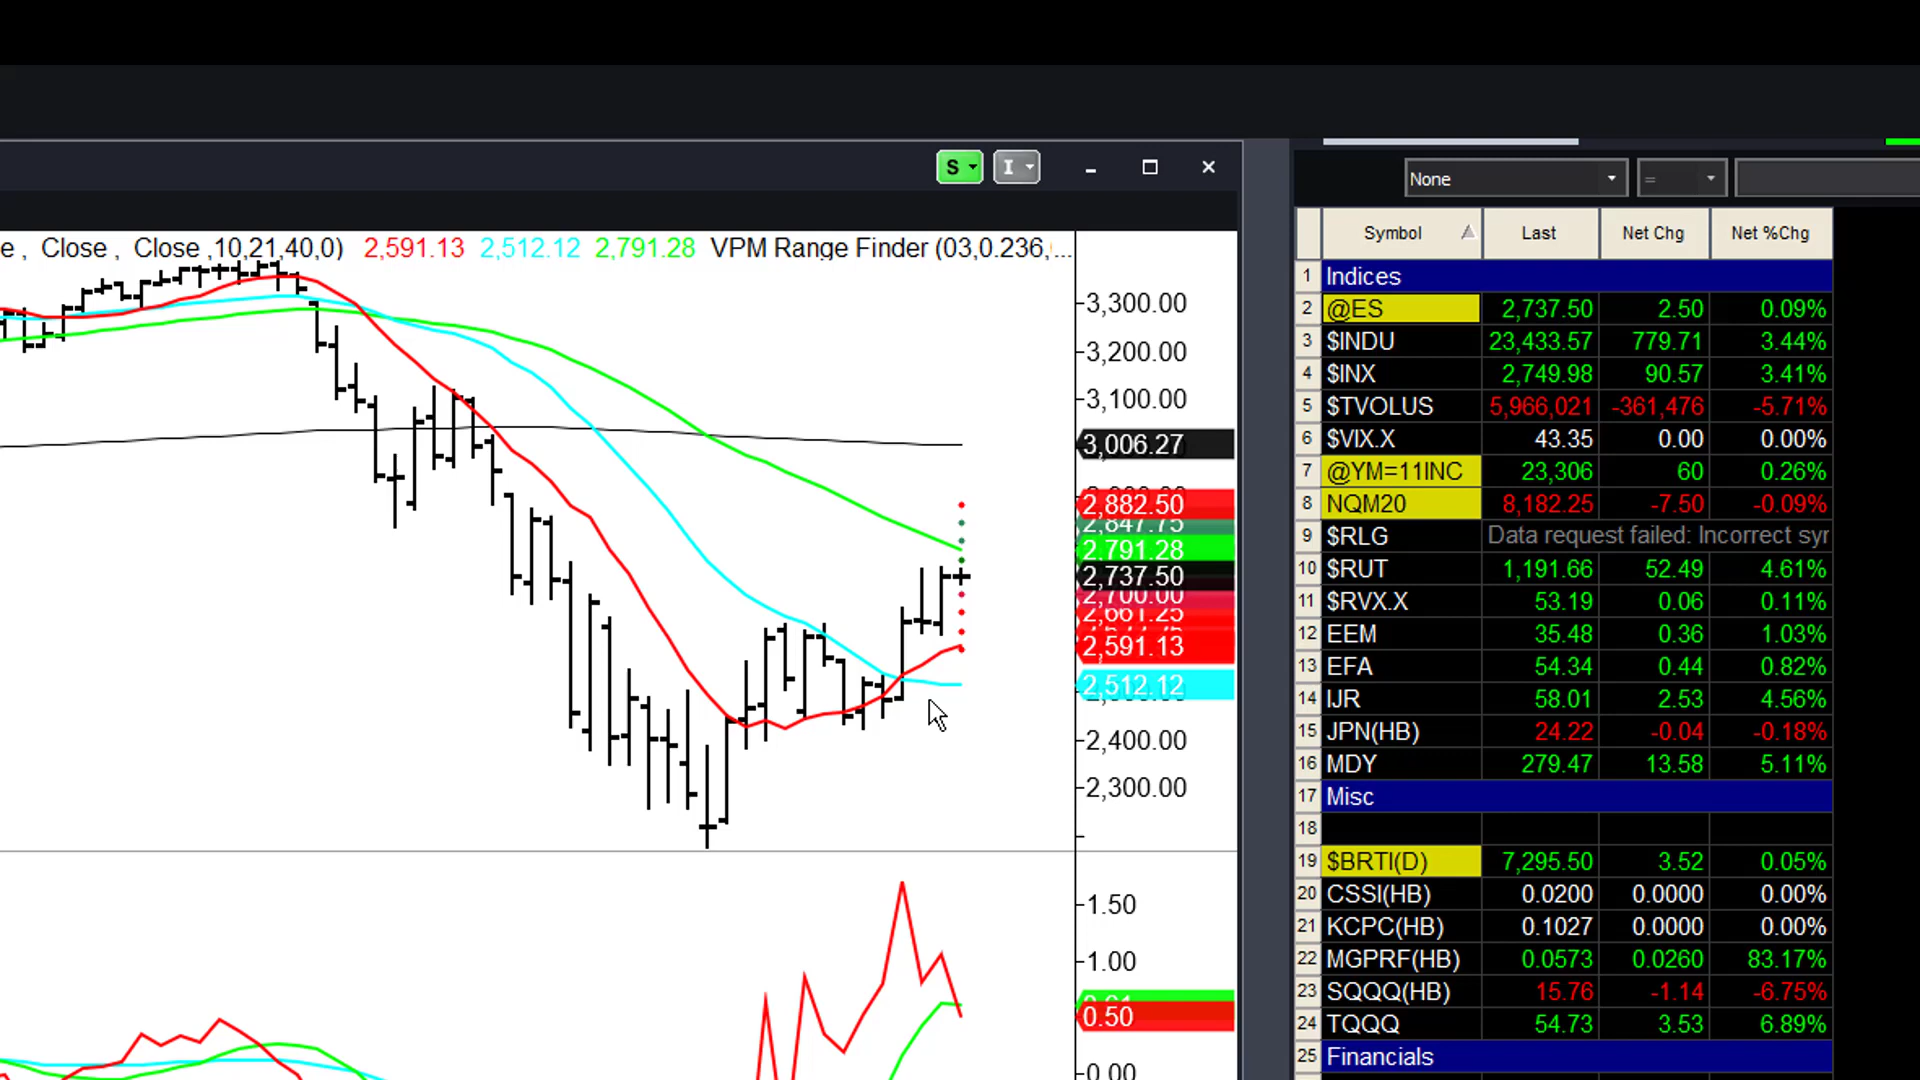 S I
None =
e , Close , Close ,10,21,40,0) 2,591.13 2,512.12 2,791.28 VPM Range Finder (03,0.236,...
3,300.00
3,200.00
3,100.00
3,006.27
2,882.50
2,847.75
2,791.28
2,737.50
2,700.00
2,661.25
2,591.13
2,512.12
2,400.00
2,300.00
1.50
1.00
0.50
0.00
Symbol Last Net Chg Net %Chg
1 Indices
2 @ES 2,737.50 2.50 0.09%
3 $INDU 23,433.57 779.71 3.44%
4 $INX 2,749.98 90.57 3.41%
5 $TVOLUS 5,966,021 -361,476 -5.71%
6 $VIX.X 43.35 0.00 0.00%
7 @YM=11INC 23,306 60 0.26%
8 NQM20 8,182.25 -7.50 -0.09%
9 $RLG Data request failed: Incorrect syr
10 $RUT 1,191.66 52.49 4.61%
11 $RVX.X 53.19 0.06 0.11%
12 EEM 35.48 0.36 1.03%
13 EFA 54.34 0.44 0.82%
14 IJR 58.01 2.53 4.56%
15 JPN(HB) 24.22 -0.04 -0.18%
16 MDY 279.47 13.58 5.11%
17 Misc
18
19 $BRTI(D) 7,295.50 3.52 0.05%
20 CSSI(HB) 0.0200 0.0000 0.00%
21 KCPC(HB) 0.1027 0.0000 0.00%
22 MGPRF(HB) 0.0573 0.0260 83.17%
23 SQQQ(HB) 15.76 -1.14 -6.75%
24 TQQQ 54.73 3.53 6.89%
25 Financials